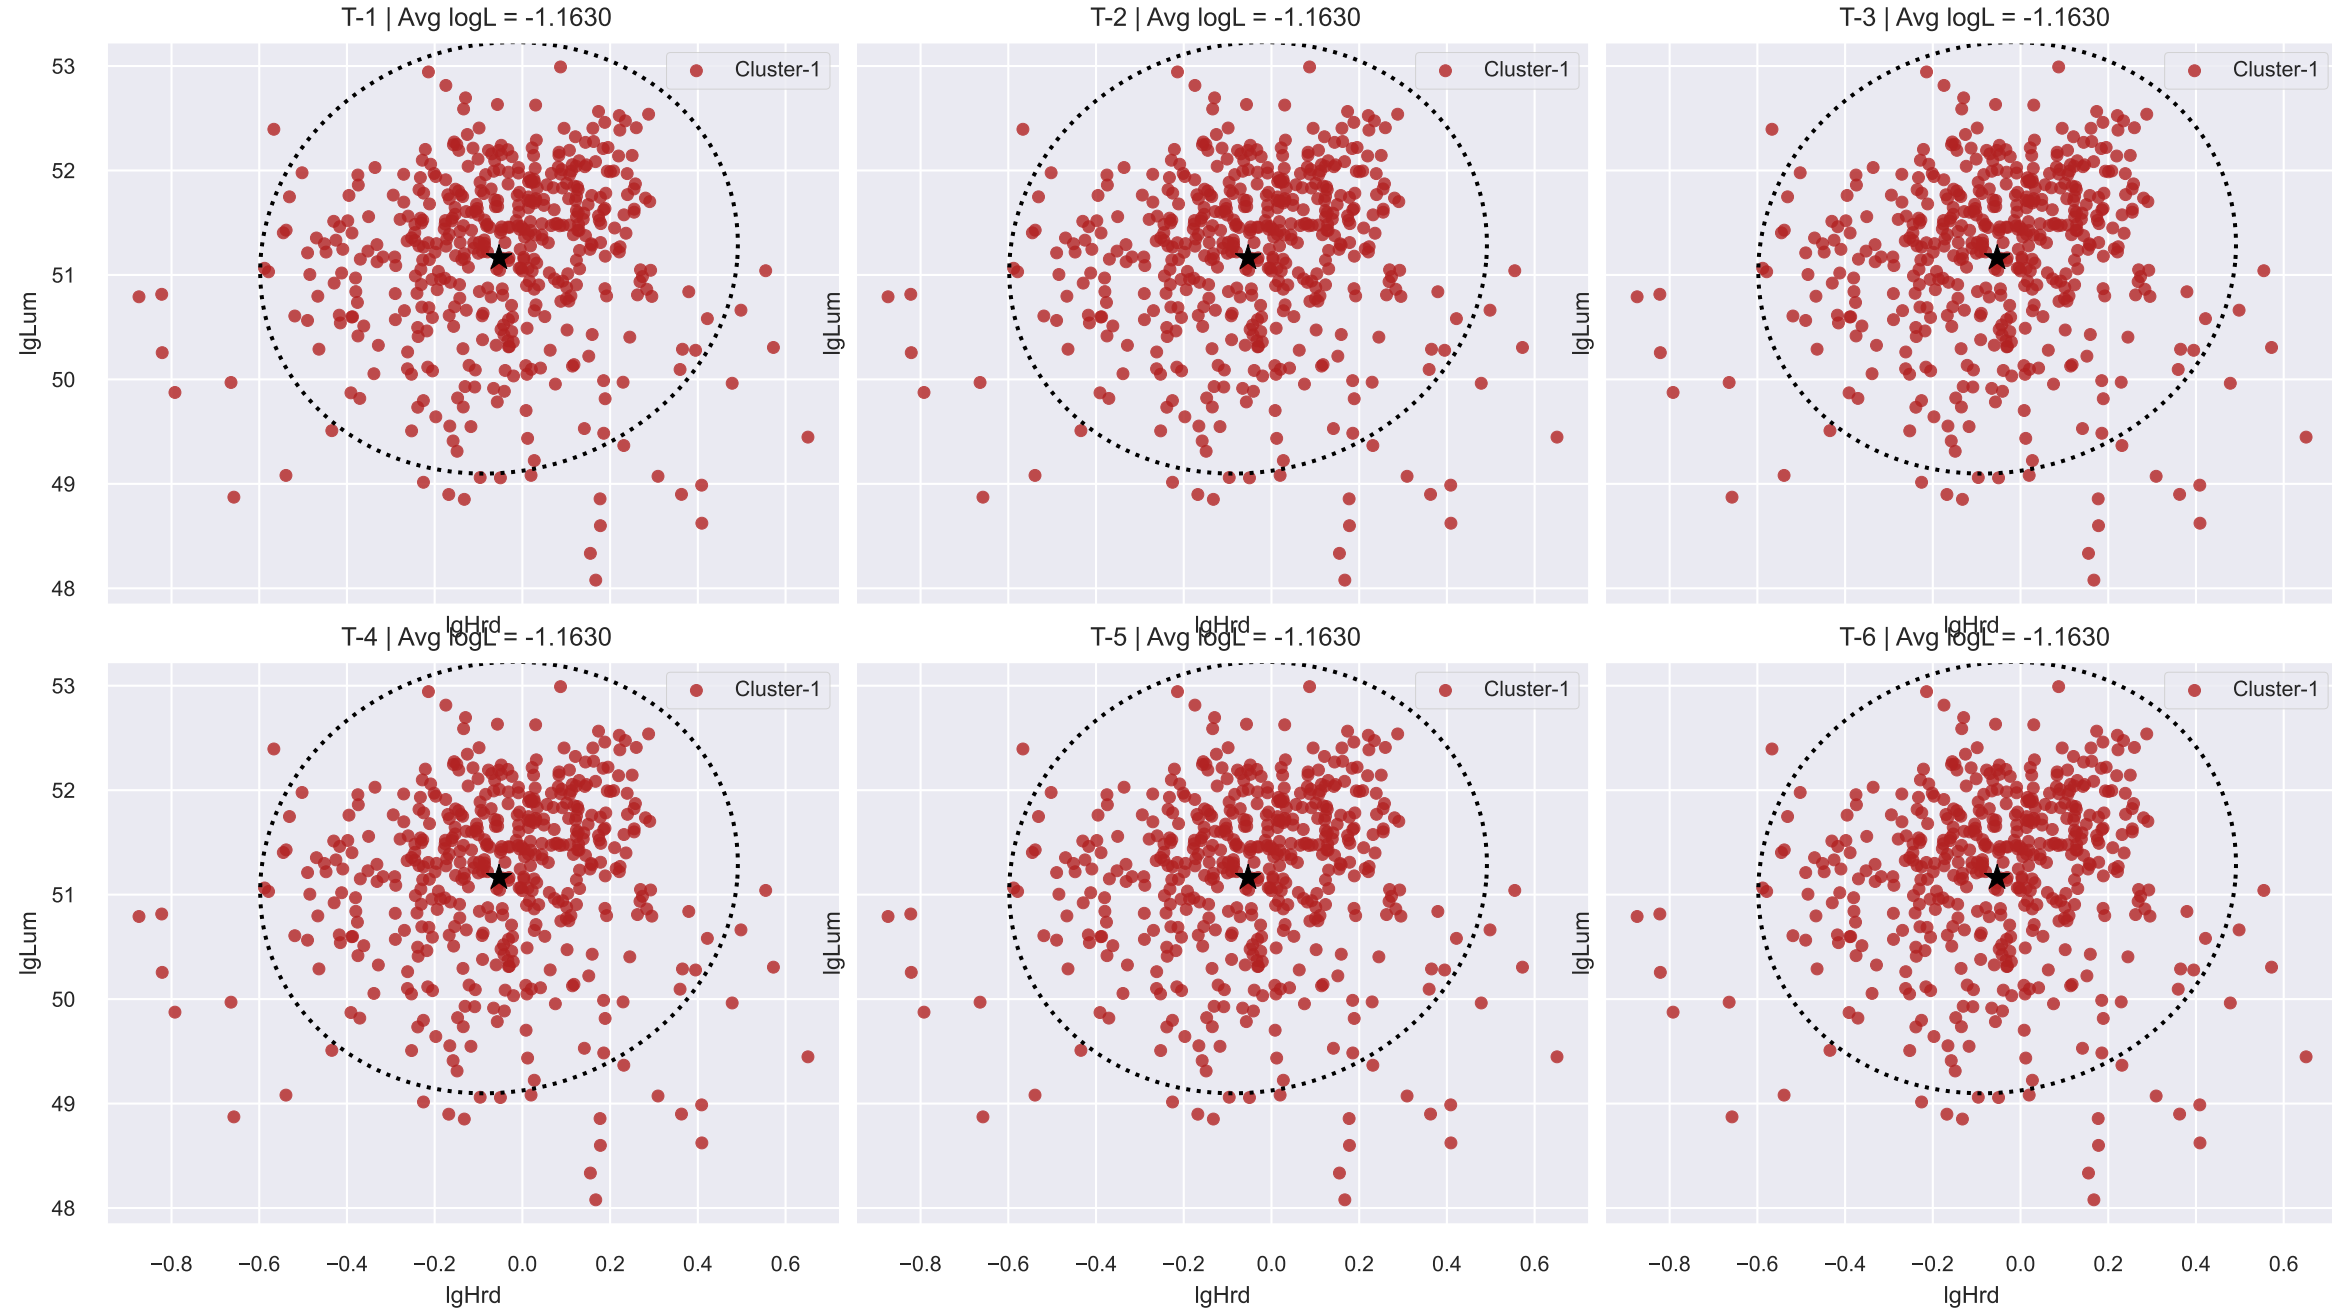 T-1 | Avg logL = -1.1630
T-2 | Avg logL = -1.1630
T-3 | Avg logL = -1.1630
Cluster-1
Cluster-1
Cluster-1
53
52
51
50
49
48
lgLum
lgLum
lgLum
lgHrd
lgHrd
lgHrd
T-4 | Avg logL = -1.1630
T-5 | Avg logL = -1.1630
T-6 | Avg logL = -1.1630
Cluster-1
Cluster-1
Cluster-1
53
52
51
50
49
48
lgLum
lgLum
lgLum
−0.8 −0.6 −0.4 −0.2 0.0 0.2 0.4 0.6
−0.8 −0.6 −0.4 −0.2 0.0 0.2 0.4 0.6
−0.8 −0.6 −0.4 −0.2 0.0 0.2 0.4 0.6
lgHrd
lgHrd
lgHrd